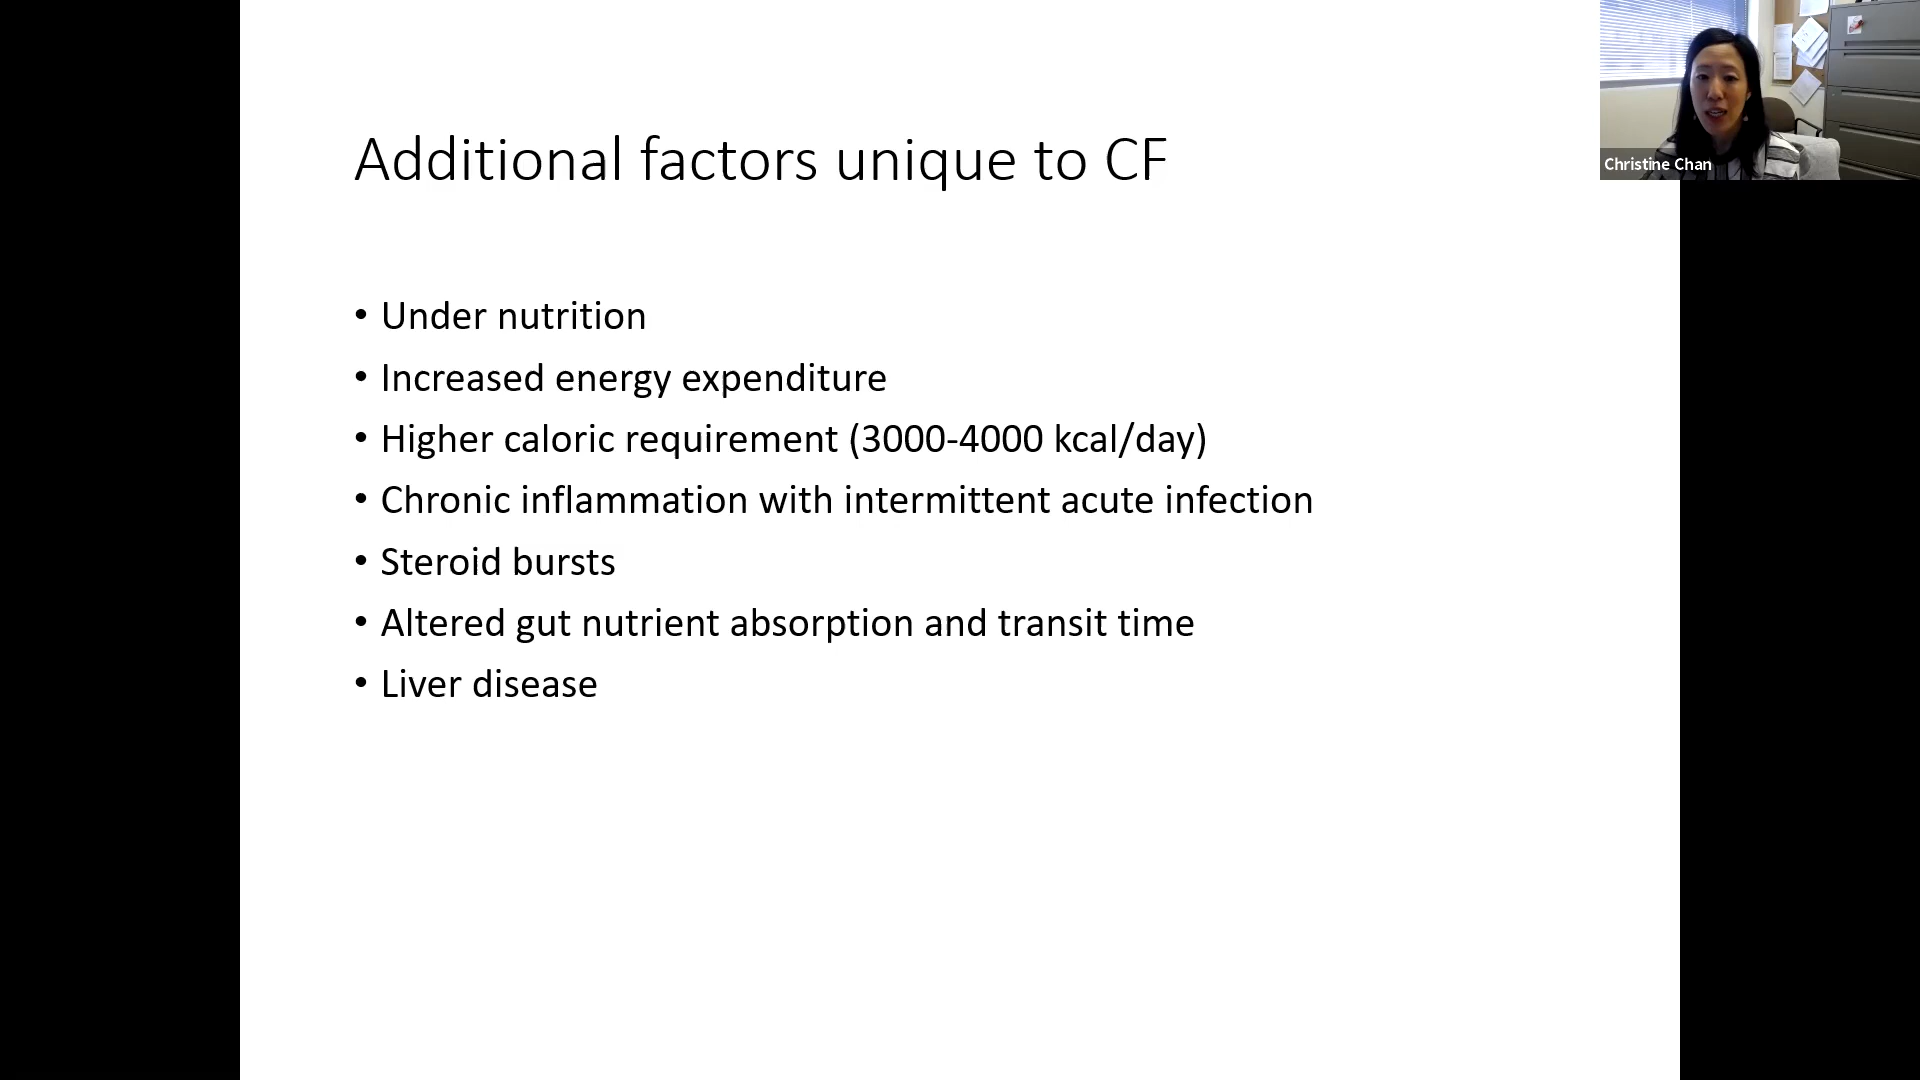 Additional factors unique to CF
• Under nutrition
• Increased energy expenditure
• Higher caloric requirement (3000-4000 kcal/day)
• Chronic inflammation with intermittent acute infection
• Steroid bursts
• Altered gut nutrient absorption and transit time
• Liver disease
Christine Chan